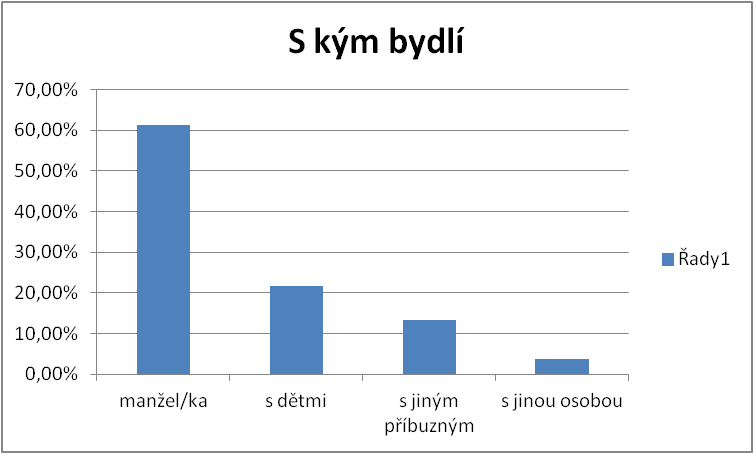 S kým bydlí
70,00%
60,00%
50,00%
40,00%
30,00%
20,00%
10,00%
0,00%
manžel/ka
s dětmi
s jiným
příbuzným
s jinou osobou
Řady1